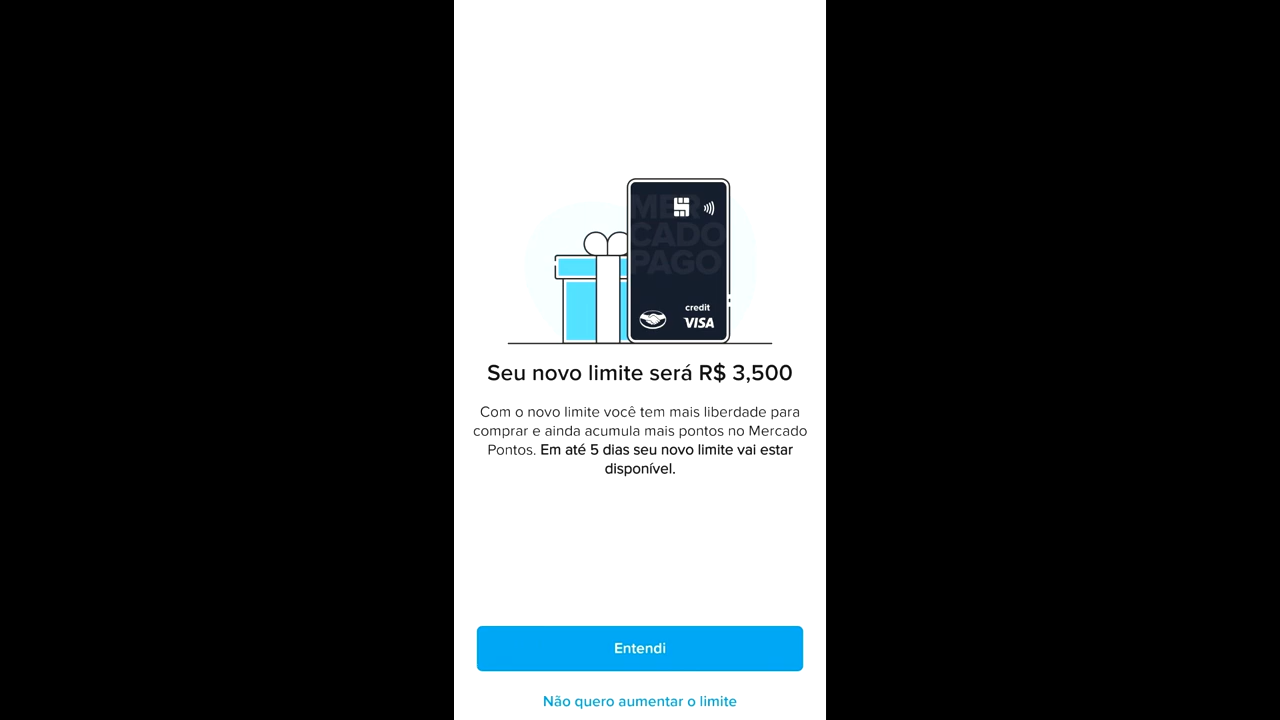 MER
CADO
PAGO
credit
VISA
Seu novo limite será R$ 3,500
Com o novo limite você tem mais liberdade para
comprar e ainda acumula mais pontos no Mercado
Pontos. Em até 5 dias seu novo limite vai estar
disponível.
Entendi
Não quero aumentar o limite